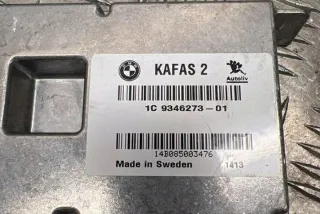 KAFAS 2
Autoliv
1C 9346273-01
14B085003476
Made in Sweden
1413